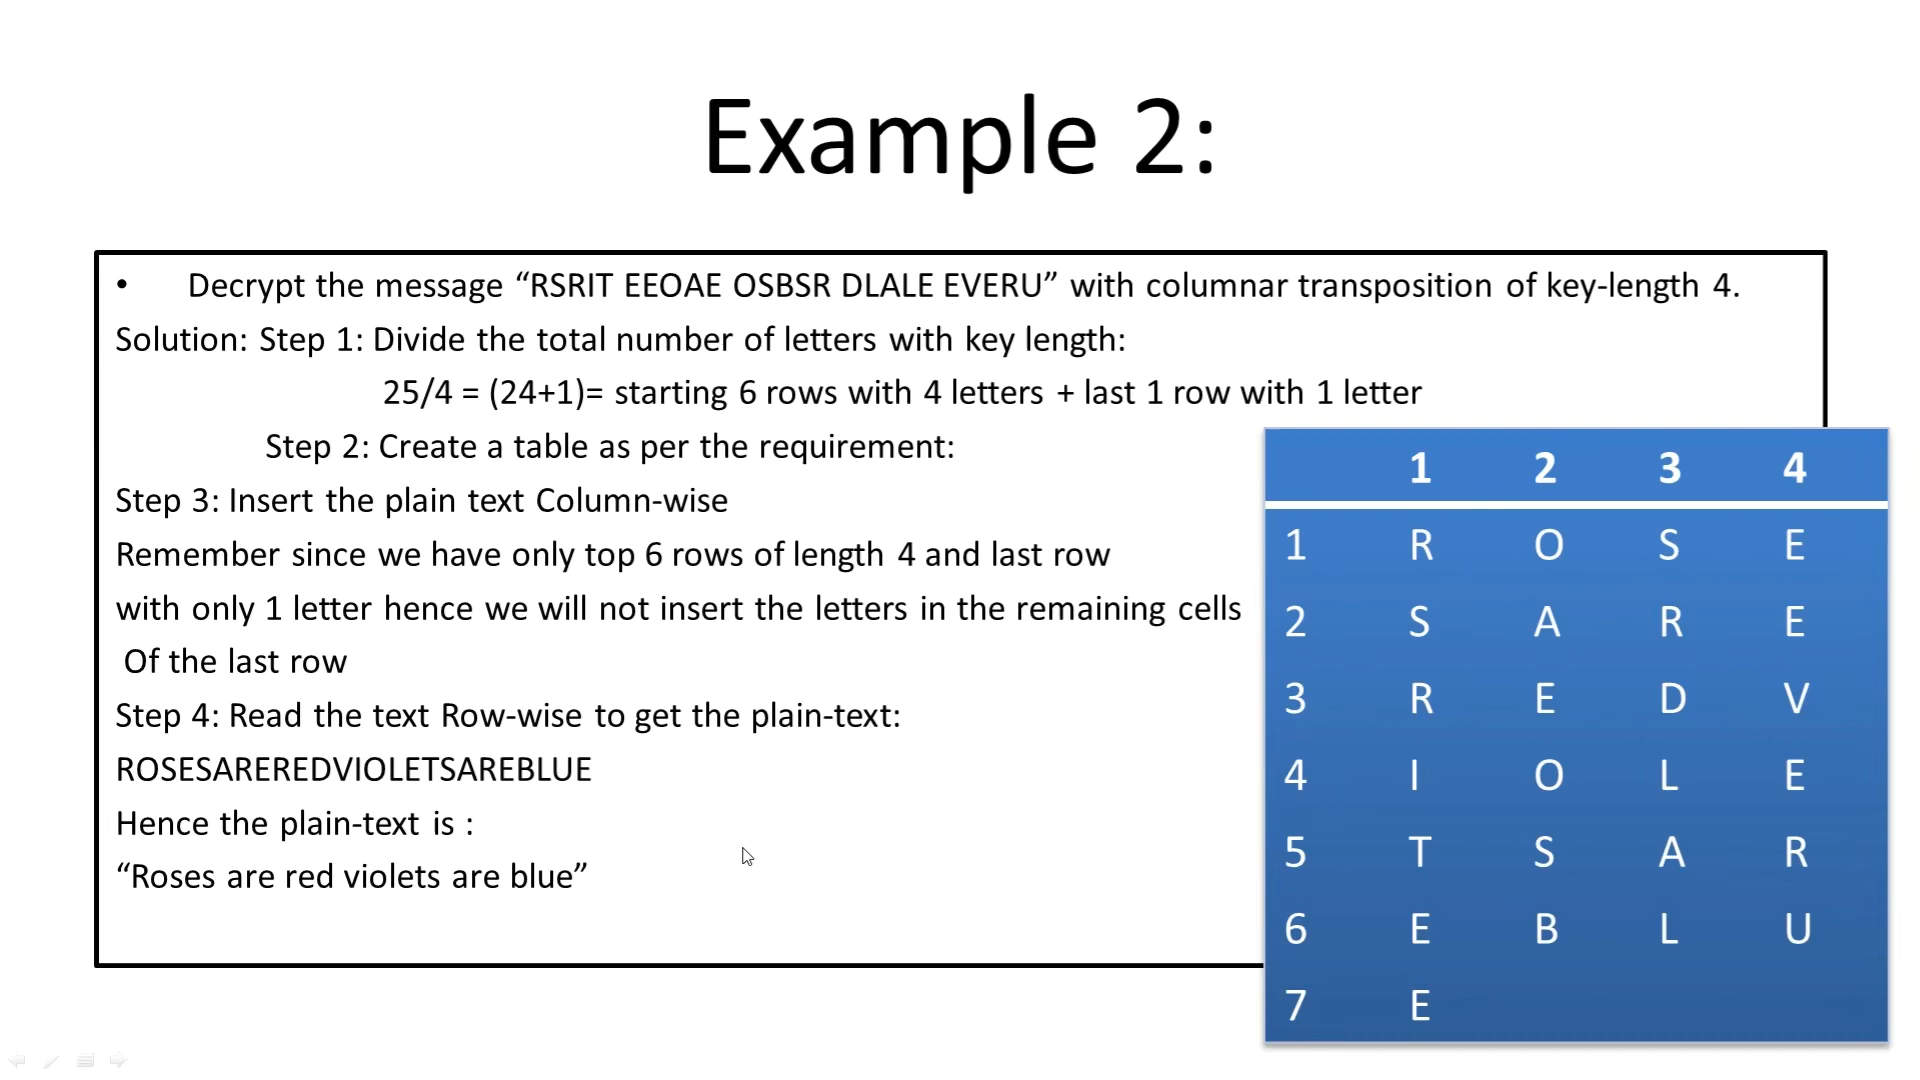 Example 2:
• Decrypt the message “RSRIT EEOAE OSBSR DLALE EVERU” with columnar transposition of key-length 4.
Solution: Step 1: Divide the total number of letters with key length:
25/4 = (24+1)= starting 6 rows with 4 letters + last 1 row with 1 letter
Step 2: Create a table as per the requirement:
Step 3: Insert the plain text Column-wise
Remember since we have only top 6 rows of length 4 and last row
with only 1 letter hence we will not insert the letters in the remaining cells
Of the last row
Step 4: Read the text Row-wise to get the plain-text:
ROSESAREREDVIOLETSAREBLUE
Hence the plain-text is :
“Roses are red violets are blue”
1 2 3 4
1 R O S E
2 S A R E
3 R E D V
4 I O L E
5 T S A R
6 E B L U
7 E